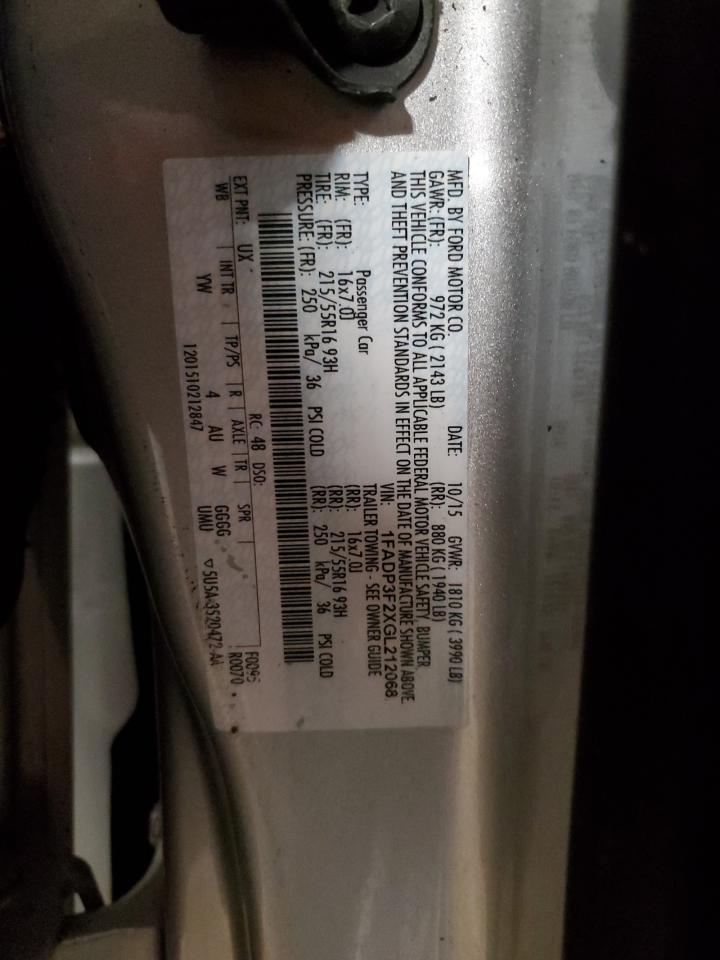 MFD. BY FORD MOTOR CO. DATE: 10/15 GVWR: 1810 KG ( 3990 LB)
GAWR: (FR): 972 KG ( 2143 LB) (RR): 880 KG ( 1940 LB)
THIS VEHICLE CONFORMS TO ALL APPLICABLE FEDERAL MOTOR VEHICLE SAFETY, BUMPER,
AND THEFT PREVENTION STANDARDS IN EFFECT ON THE DATE OF MANUFACTURE SHOWN ABOVE.
VIN: 1FADP3F2XGL212068
TYPE: Passenger Car TRAILER TOWING - SEE OWNER GUIDE
RIM: (FR): 16x7.0J (RR): 16x7.0J
TIRE: (FR): 215/55R16 93H (RR): 215/55R16 93H
PRESSURE: (FR): 250 kPa/ 36 PSI COLD (RR): 250 kPa/ 36 PSI COLD
EXT PNT: UX RC: 48 DSO: F0095
WB INT TR TP/PS R AXLE TR SPR R0070
YW 4 AU W GGGG
UMU
1201510212847 ▽5U5A-3520472-AA